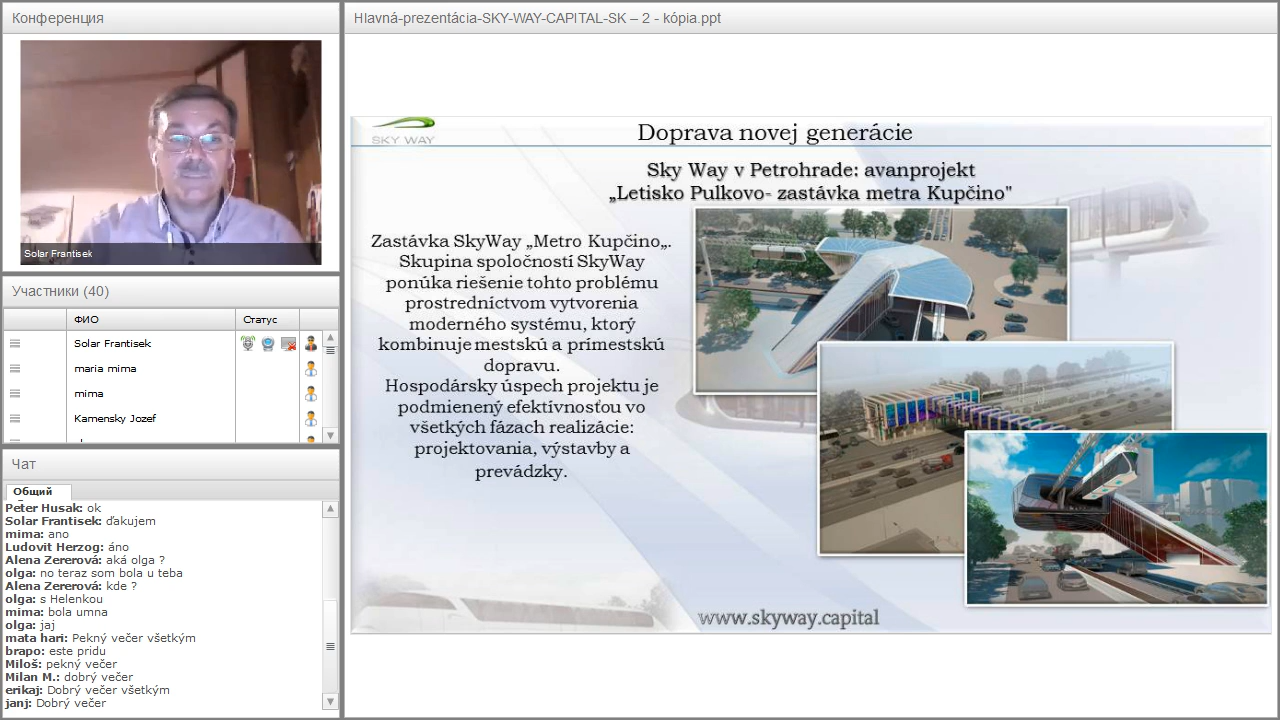 Конференция
Solar Frantisek
Участники (40)
ФИО
Статус
Solar Frantisek
maria mima
mima
Kamensky Jozef
Чат
Общий
Peter Husak: ok
Solar Frantisek: ďakujem
mima: ano
Ludovit Herzog: áno
Alena Zererová: aká olga ?
olga: no teraz som bola u teba
Alena Zererová: kde ?
olga: s Helenkou
mima: bola umna
olga: jaj
mata hari: Pekný večer všetkým
brapo: este pridu
Miloš: pekný večer
Milan M.: dobrý večer
erikaj: Dobrý večer všetkým
janj: Dobrý večer
Hlavná-prezentácia-SKY-WAY-CAPITAL-SK – 2 - kópia.ppt
SKY WAY
Doprava novej generácie
Sky Way v Petrohrade: avanprojekt
„Letisko Pulkovo- zastávka metra Kupčino"
Zastávka SkyWay „Metro Kupčino„.
Skupina spoločností SkyWay
ponúka riešenie tohto problému
prostredníctvom vytvorenia
moderného systému, ktorý
kombinuje mestskú a prímestskú
dopravu.
Hospodársky úspech projektu je
podmienený efektívnosťou vo
všetkých fázach realizácie:
projektovania, výstavby a
prevádzky.
www.skyway.capital